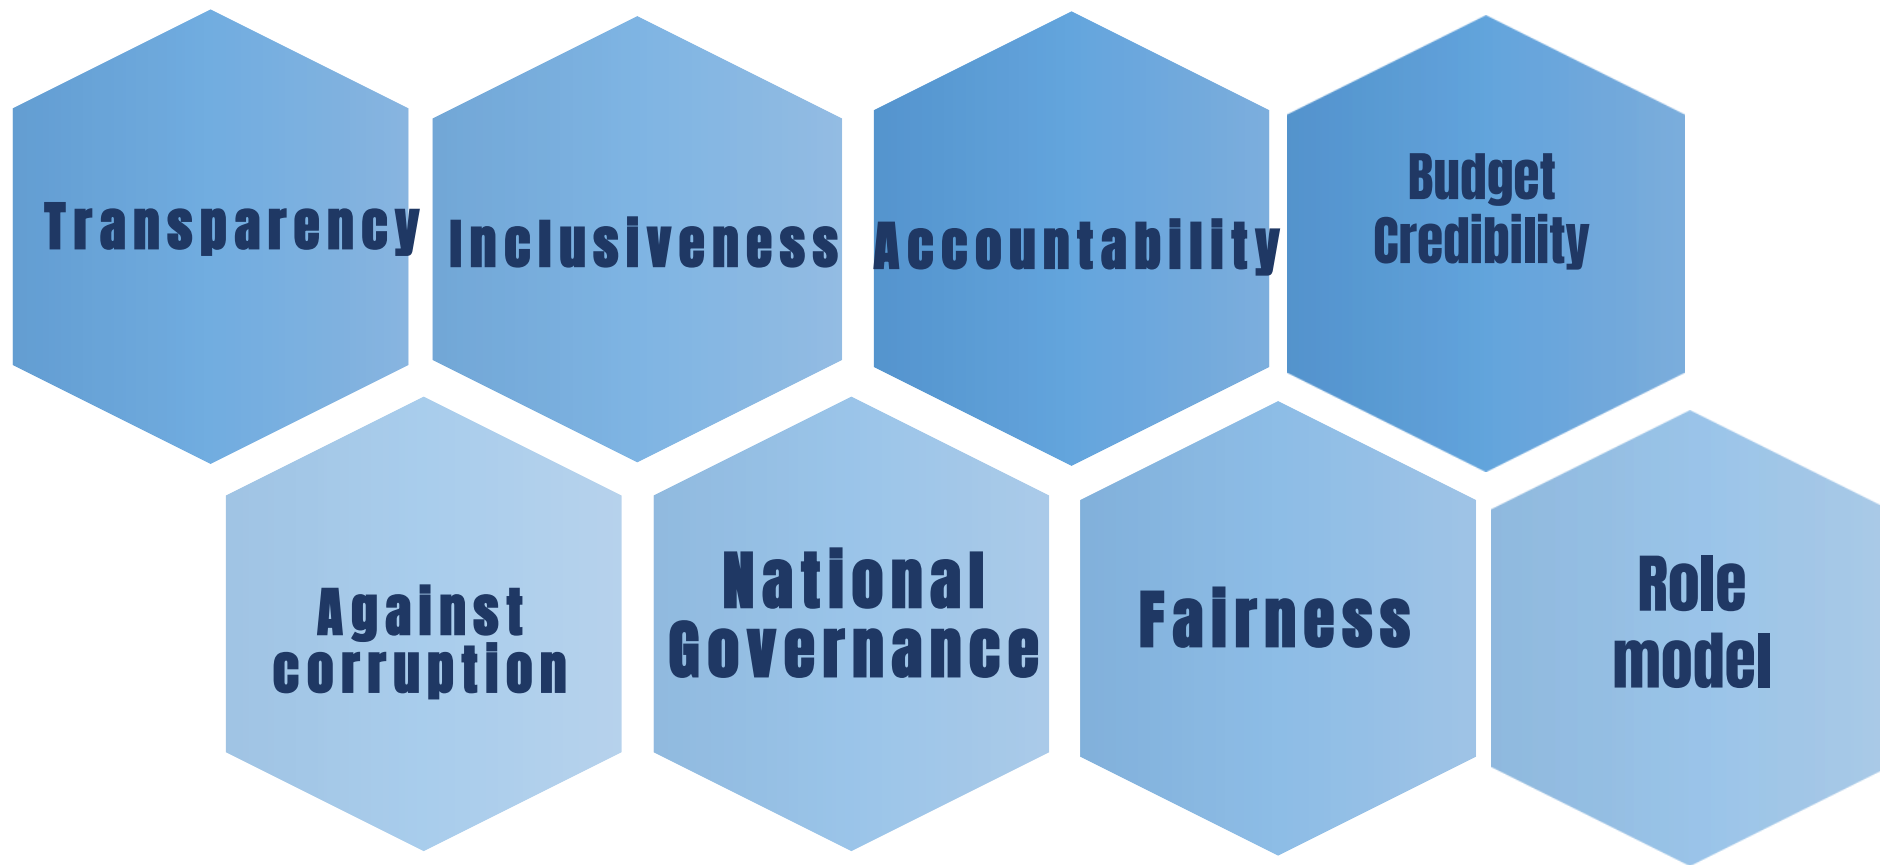 Transparency
Inclusiveness
Accountability
Budget
Credibility
Against
corruption
National
Governance
Fairness
Role
model